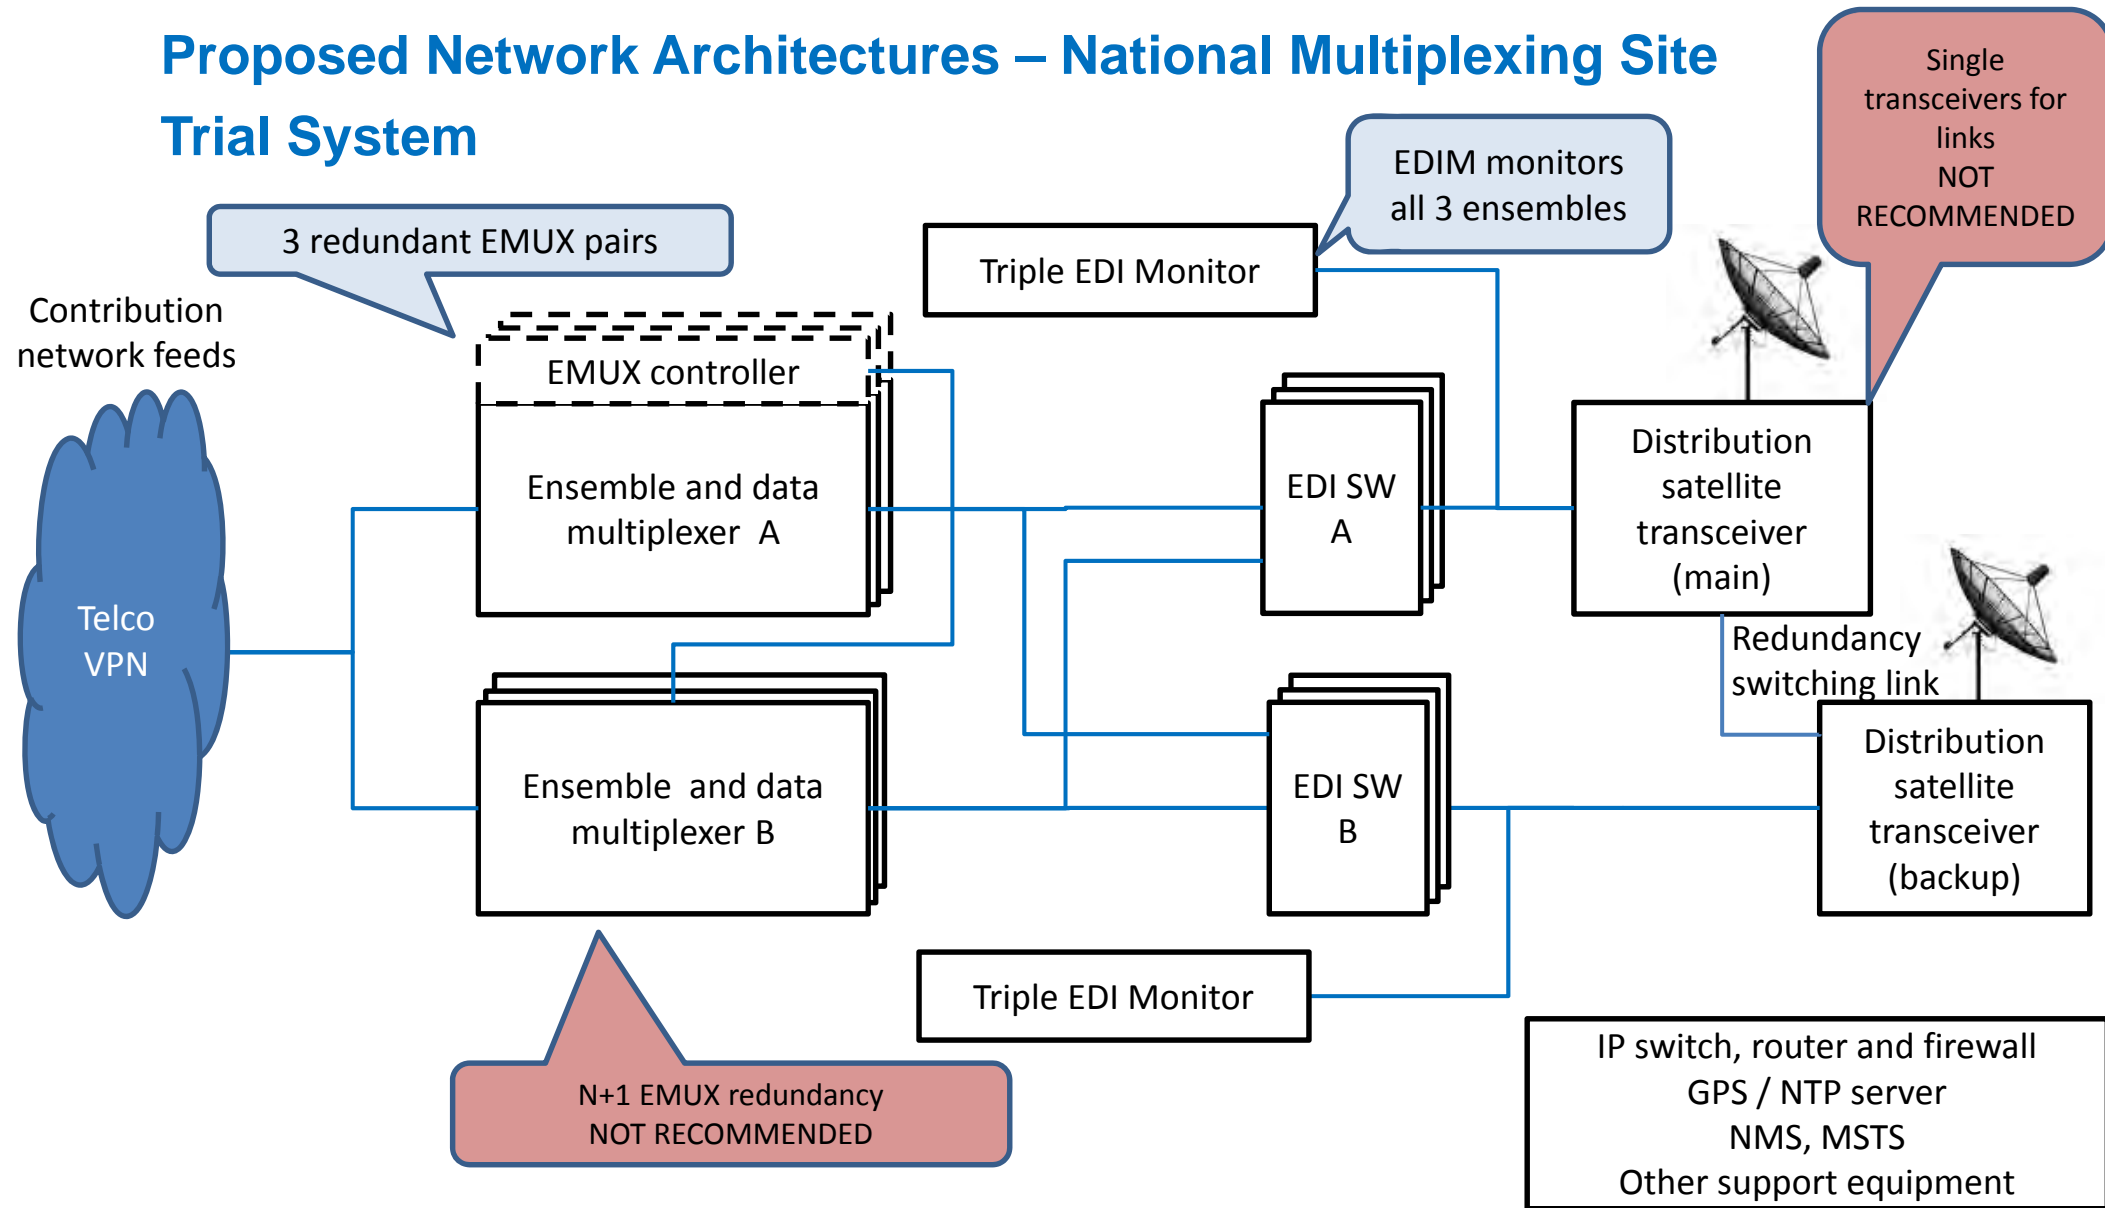 Proposed Network Architectures – National Multiplexing Site
Trial System
Single
transceivers for
links
NOT
RECOMMENDED
EDIM monitors
all 3 ensembles
3 redundant EMUX pairs
Triple EDI Monitor
Contribution
network feeds
EMUX controller
Ensemble and data
multiplexer A
EDI SW
A
Distribution
satellite
transceiver
(main)
Telco
VPN
Redundancy
switching link
Ensemble and data
multiplexer B
EDI SW
B
Distribution
satellite
transceiver
(backup)
Triple EDI Monitor
N+1 EMUX redundancy
NOT RECOMMENDED
IP switch, router and firewall
GPS / NTP server
NMS, MSTS
Other support equipment